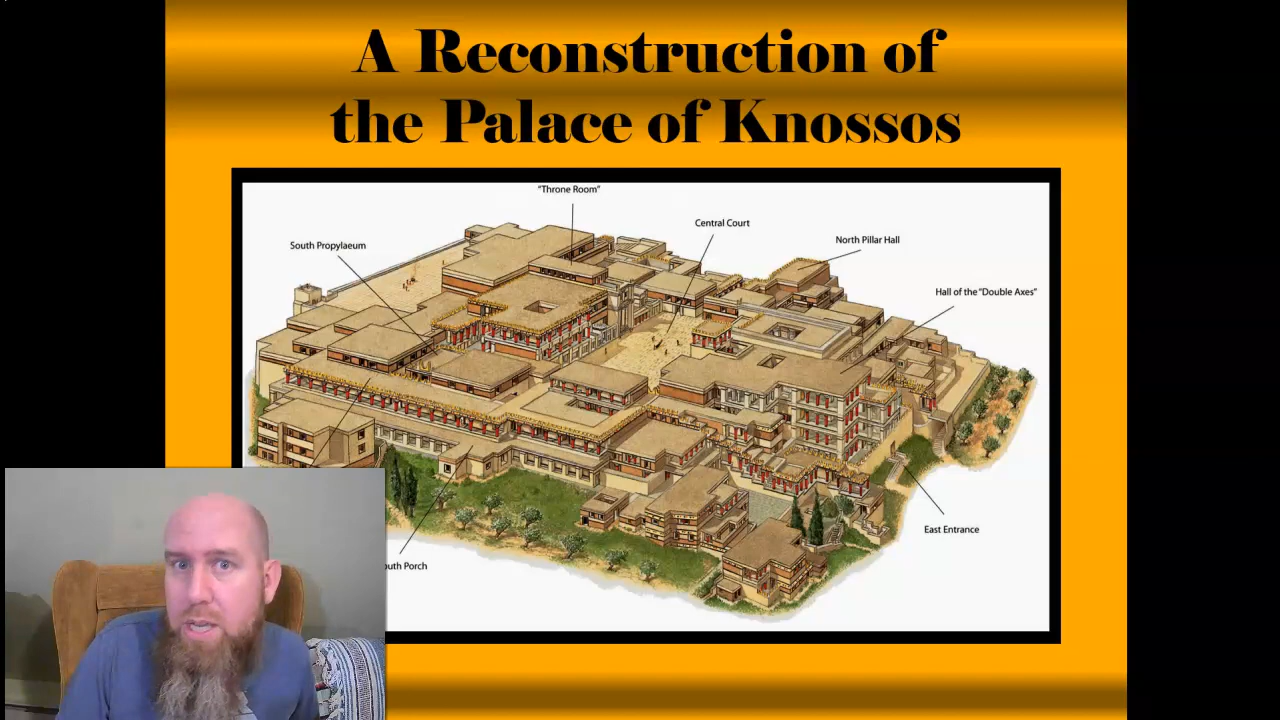 A Reconstruction of
the Palace of Knossos
"Throne Room"
Central Court
South Propylaeum
North Pillar Hall
Hall of the "Double Axes"
East Entrance
Porch